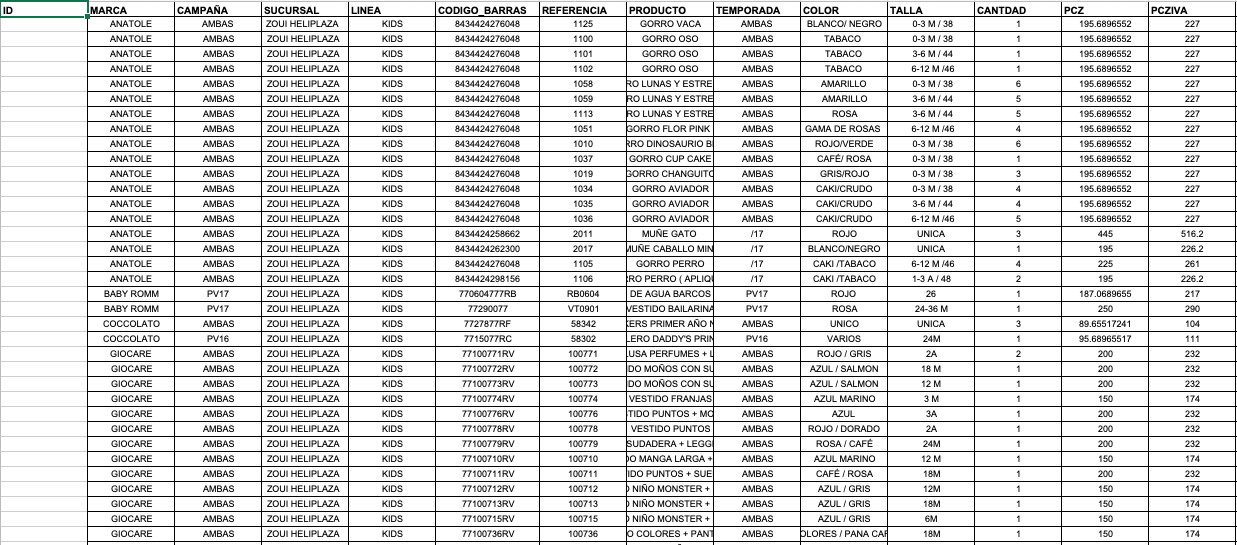 ID MARCA CAMPAÑA SUCURSAL LINEA CODIGO_BARRAS REFERENCIA PRODUCTO TEMPORADA COLOR TALLA CANTDAD PCZ PCZIVA
ANATOLE AMBAS ZOUI HELIPLAZA KIDS 8434424276048 1125 GORRO VACA AMBAS BLANCO/ NEGRO 0-3 M / 38 1 195.6896552 227
ANATOLE AMBAS ZOUI HELIPLAZA KIDS 8434424276048 1100 GORRO OSO AMBAS TABACO 0-3 M / 38 1 195.6896552 227
ANATOLE AMBAS ZOUI HELIPLAZA KIDS 8434424276048 1101 GORRO OSO AMBAS TABACO 3-6 M / 44 1 195.6896552 227
ANATOLE AMBAS ZOUI HELIPLAZA KIDS 8434424276048 1102 GORRO OSO AMBAS TABACO 6-12 M /46 1 195.6896552 227
ANATOLE AMBAS ZOUI HELIPLAZA KIDS 8434424276048 1058 RO LUNAS Y ESTRE AMBAS AMARILLO 0-3 M / 38 6 195.6896552 227
ANATOLE AMBAS ZOUI HELIPLAZA KIDS 8434424276048 1059 RO LUNAS Y ESTRE AMBAS AMARILLO 3-6 M / 44 5 195.6896552 227
ANATOLE AMBAS ZOUI HELIPLAZA KIDS 8434424276048 1113 RO LUNAS Y ESTRE AMBAS ROSA 3-6 M / 44 5 195.6896552 227
ANATOLE AMBAS ZOUI HELIPLAZA KIDS 8434424276048 1051 GORRO FLOR PINK AMBAS GAMA DE ROSAS 6-12 M /46 4 195.6896552 227
ANATOLE AMBAS ZOUI HELIPLAZA KIDS 8434424276048 1010 RRO DINOSAURIO B AMBAS ROJO/VERDE 0-3 M / 38 6 195.6896552 227
ANATOLE AMBAS ZOUI HELIPLAZA KIDS 8434424276048 1037 GORRO CUP CAKE AMBAS CAFÉ/ ROSA 0-3 M / 38 1 195.6896552 227
ANATOLE AMBAS ZOUI HELIPLAZA KIDS 8434424276048 1019 GORRO CHANGUITO AMBAS GRIS/ROJO 0-3 M / 38 3 195.6896552 227
ANATOLE AMBAS ZOUI HELIPLAZA KIDS 8434424276048 1034 GORRO AVIADOR AMBAS CAKI/CRUDO 0-3 M / 38 4 195.6896552 227
ANATOLE AMBAS ZOUI HELIPLAZA KIDS 8434424276048 1035 GORRO AVIADOR AMBAS CAKI/CRUDO 3-6 M / 44 4 195.6896552 227
ANATOLE AMBAS ZOUI HELIPLAZA KIDS 8434424276048 1036 GORRO AVIADOR AMBAS CAKI/CRUDO 6-12 M /46 5 195.6896552 227
ANATOLE AMBAS ZOUI HELIPLAZA KIDS 8434424258662 2011 MUÑE GATO /17 ROJO UNICA 3 445 516.2
ANATOLE AMBAS ZOUI HELIPLAZA KIDS 8434424262300 2017 MUÑE CABALLO MIN /17 BLANCO/NEGRO UNICA 1 195 226.2
ANATOLE AMBAS ZOUI HELIPLAZA KIDS 8434424276048 1105 GORRO PERRO /17 CAKI /TABACO 6-12 M /46 4 225 261
ANATOLE AMBAS ZOUI HELIPLAZA KIDS 8434424298156 1106 RRO PERRO ( APLIQ /17 CAKI /TABACO 1-3 A / 48 2 195 226.2
BABY ROMM PV17 ZOUI HELIPLAZA KIDS 770604777RB RB0604 DE AGUA BARCOS PV17 ROJO 26 1 187.0689655 217
BABY ROMM PV17 ZOUI HELIPLAZA KIDS 77290077 VT0901 VESTIDO BAILARINA PV17 ROSA 24-36 M 1 250 290
COCCOLATO AMBAS ZOUI HELIPLAZA KIDS 7727877RF 58342 KERS PRIMER AÑO AMBAS UNICO UNICA 3 89.65517241 104
COCCOLATO PV16 ZOUI HELIPLAZA KIDS 7715077RC 58302 LERO DADDY'S PRIN PV16 VARIOS 24M 1 95.68965517 111
GIOCARE AMBAS ZOUI HELIPLAZA KIDS 77100771RV 100771 USA PERFUMES + L AMBAS ROJO / GRIS 2A 2 200 232
GIOCARE AMBAS ZOUI HELIPLAZA KIDS 77100772RV 100772 DO MOÑOS CON SU AMBAS AZUL / SALMON 18 M 1 200 232
GIOCARE AMBAS ZOUI HELIPLAZA KIDS 77100773RV 100773 DO MOÑOS CON SU AMBAS AZUL / SALMON 12 M 1 200 232
GIOCARE AMBAS ZOUI HELIPLAZA KIDS 77100774RV 100774 VESTIDO FRANJAS AMBAS AZUL MARINO 3 M 1 150 174
GIOCARE AMBAS ZOUI HELIPLAZA KIDS 77100776RV 100776 TIDO PUNTOS + MO AMBAS AZUL 3A 1 200 232
GIOCARE AMBAS ZOUI HELIPLAZA KIDS 77100778RV 100778 VESTIDO PUNTOS AMBAS ROJO / DORADO 2A 1 200 232
GIOCARE AMBAS ZOUI HELIPLAZA KIDS 77100779RV 100779 SUDADERA + LEGGI AMBAS ROSA / CAFÉ 24M 1 200 232
GIOCARE AMBAS ZOUI HELIPLAZA KIDS 77100710RV 100710 DO MANGA LARGA + AMBAS AZUL MARINO 12 M 1 150 174
GIOCARE AMBAS ZOUI HELIPLAZA KIDS 77100711RV 100711 IDO PUNTOS + SUE AMBAS CAFÉ / ROSA 18M 1 200 232
GIOCARE AMBAS ZOUI HELIPLAZA KIDS 77100712RV 100712 NIÑO MONSTER + AMBAS AZUL / GRIS 12M 1 150 174
GIOCARE AMBAS ZOUI HELIPLAZA KIDS 77100713RV 100713 NIÑO MONSTER + AMBAS AZUL / GRIS 18M 1 150 174
GIOCARE AMBAS ZOUI HELIPLAZA KIDS 77100715RV 100715 NIÑO MONSTER + AMBAS AZUL / GRIS 6M 1 150 174
GIOCARE AMBAS ZOUI HELIPLAZA KIDS 77100736RV 100736 O COLORES + PANT AMBAS OLORES / PANA CAF 18M 1 150 174